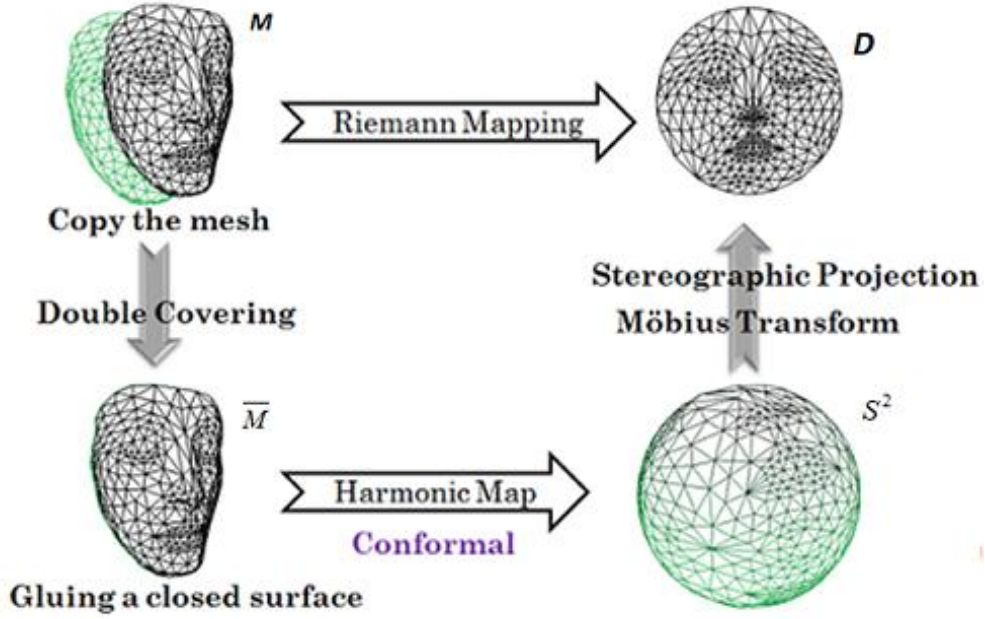 M
D
Riemann Mapping
Copy the mesh
Stereographic Projection
Double Covering
Möbius Transform
M̅
S²
Harmonic Map
Conformal
Gluing a closed surface